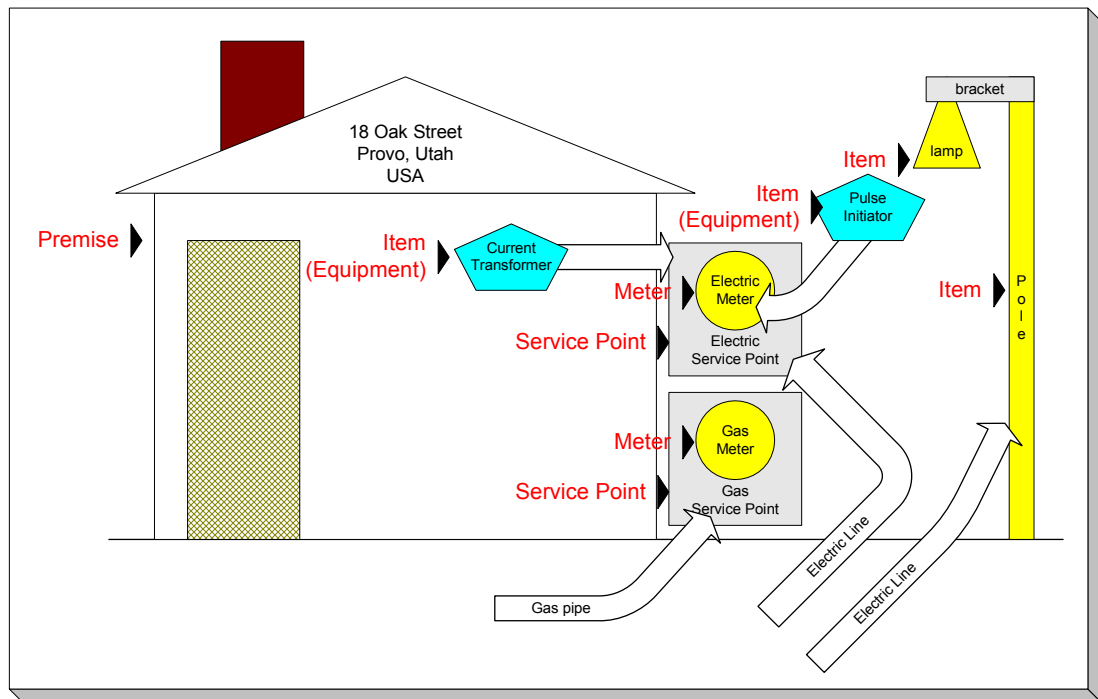 bracket
18 Oak Street
Provo, Utah
USA
lamp
Item
Item
(Equipment)
Pulse
Initiator
Premise
Item
(Equipment)
Current
Transformer
Meter
Electric
Meter
Item
Pole
Service Point
Electric
Service Point
Meter
Gas
Meter
Service Point
Gas
Service Point
Gas pipe
Electric Line
Electric Line